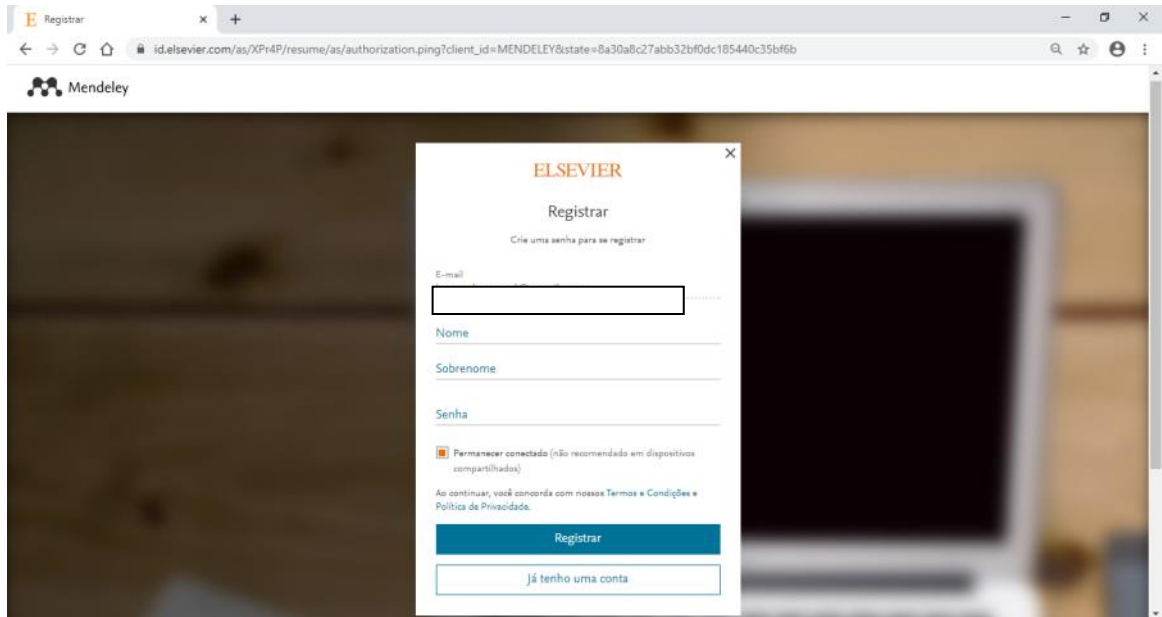 Registrar
id.elsevier.com/as/XPr4P/resume/as/authorization.ping?client_id=MENDELEY&state=8a30a8c27abb32bf0dc185440c35bf6b
Mendeley
ELSEVIER
Registrar
Crie uma senha para se registrar
E-mail
Nome
Sobrenome
Senha
Permanecer conectado (não recomendado em dispositivos
compartilhados)
Ao continuar, você concorda com nossos Termos e Condições e
Política de Privacidade.
Registrar
Já tenho uma conta